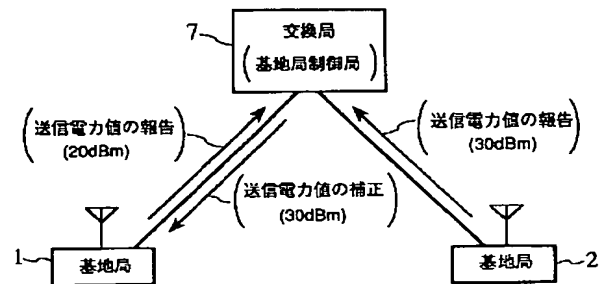 7
交換局
(基地局制御局)
(送信電力値の報告
(20dBm))
(送信電力値の報告
(30dBm))
(送信電力値の補正
(30dBm))
1
基地局
基地局
2